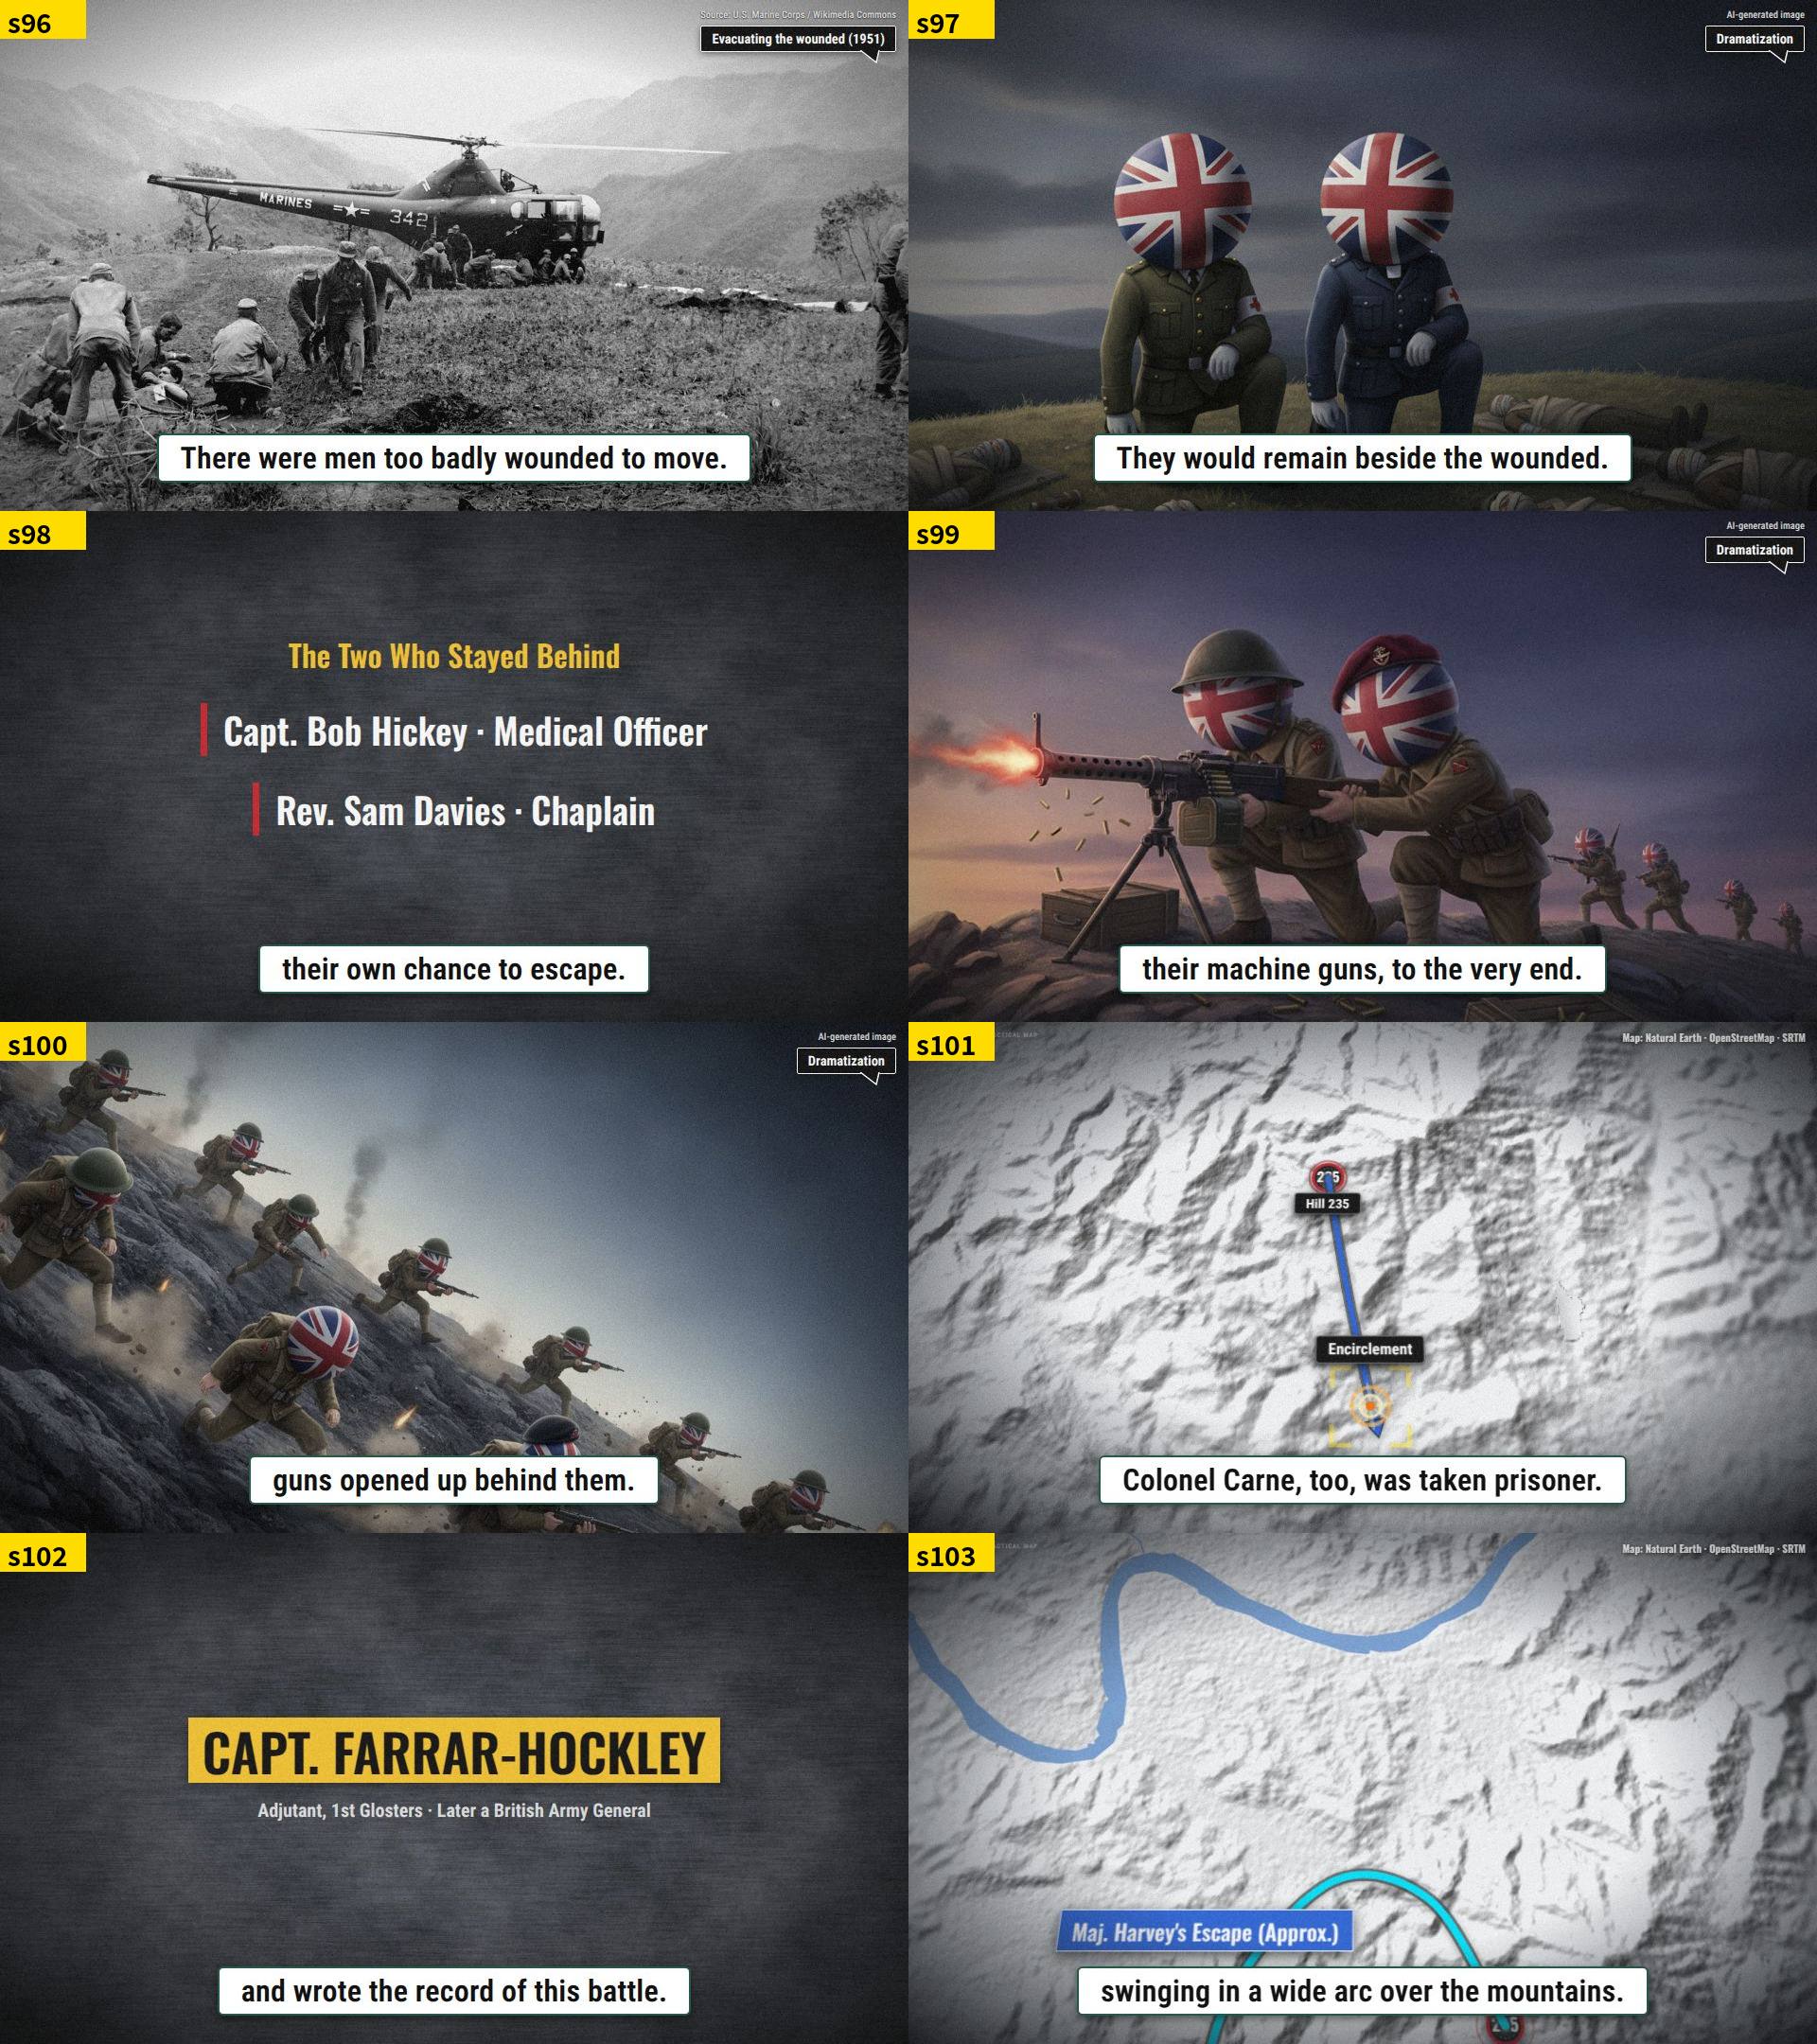 s96
Source: U.S. Marine Corps / Wikimedia Commons
Evacuating the wounded (1951)
MARINES
342
There were men too badly wounded to move.
s97
AI-generated image
Dramatization
They would remain beside the wounded.
s98
The Two Who Stayed Behind
Capt. Bob Hickey · Medical Officer
Rev. Sam Davies · Chaplain
their own chance to escape.
s99
AI-generated image
Dramatization
their machine guns, to the very end.
s100
AI-generated image
Dramatization
guns opened up behind them.
s101
Map: Natural Earth · OpenStreetMap · SRTM
235
Hill 235
Encirclement
Colonel Carne, too, was taken prisoner.
s102
CAPT. FARRAR-HOCKLEY
Adjutant, 1st Glosters · Later a British Army General
and wrote the record of this battle.
s103
MAP
Map: Natural Earth · OpenStreetMap · SRTM
Maj. Harvey's Escape (Approx.)
swinging in a wide arc over the mountains.